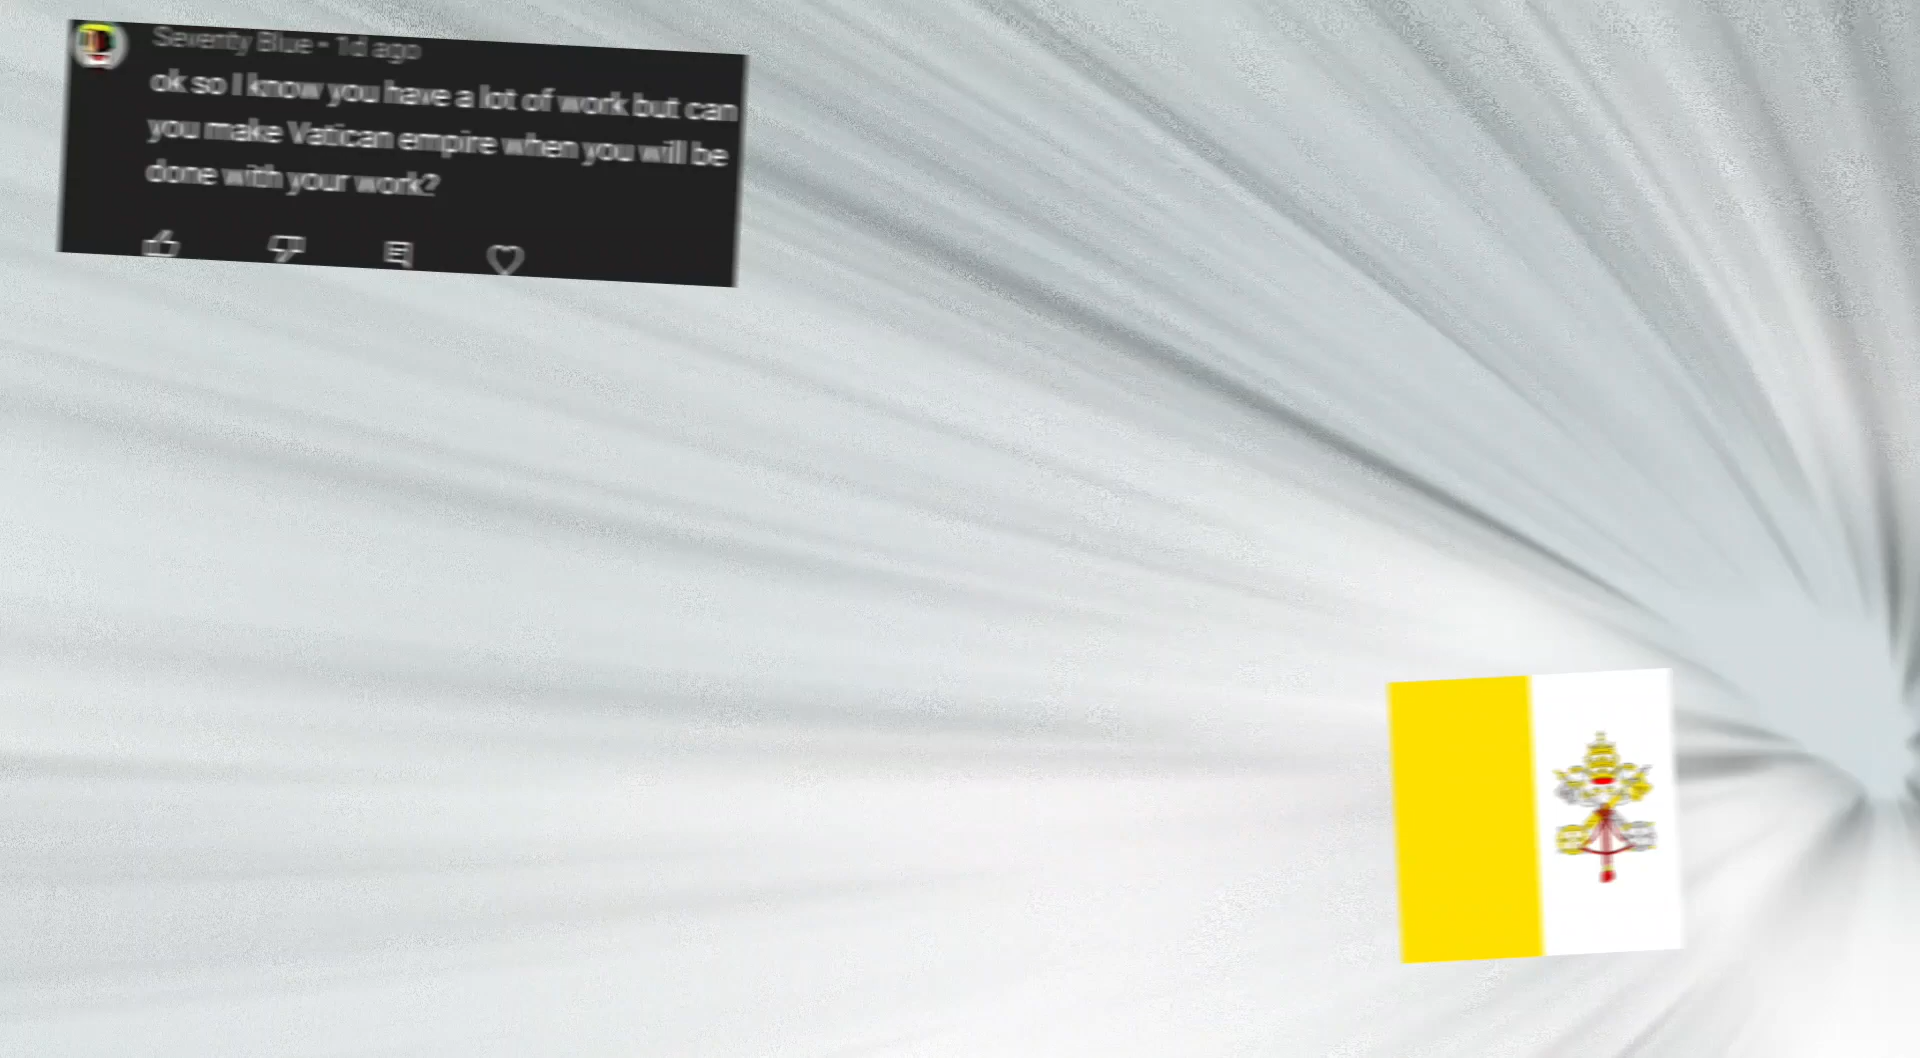 Seventy Blue • 1d ago
ok so I know you have a lot of work but can
you make Vatican empire when you will be
done with your work?